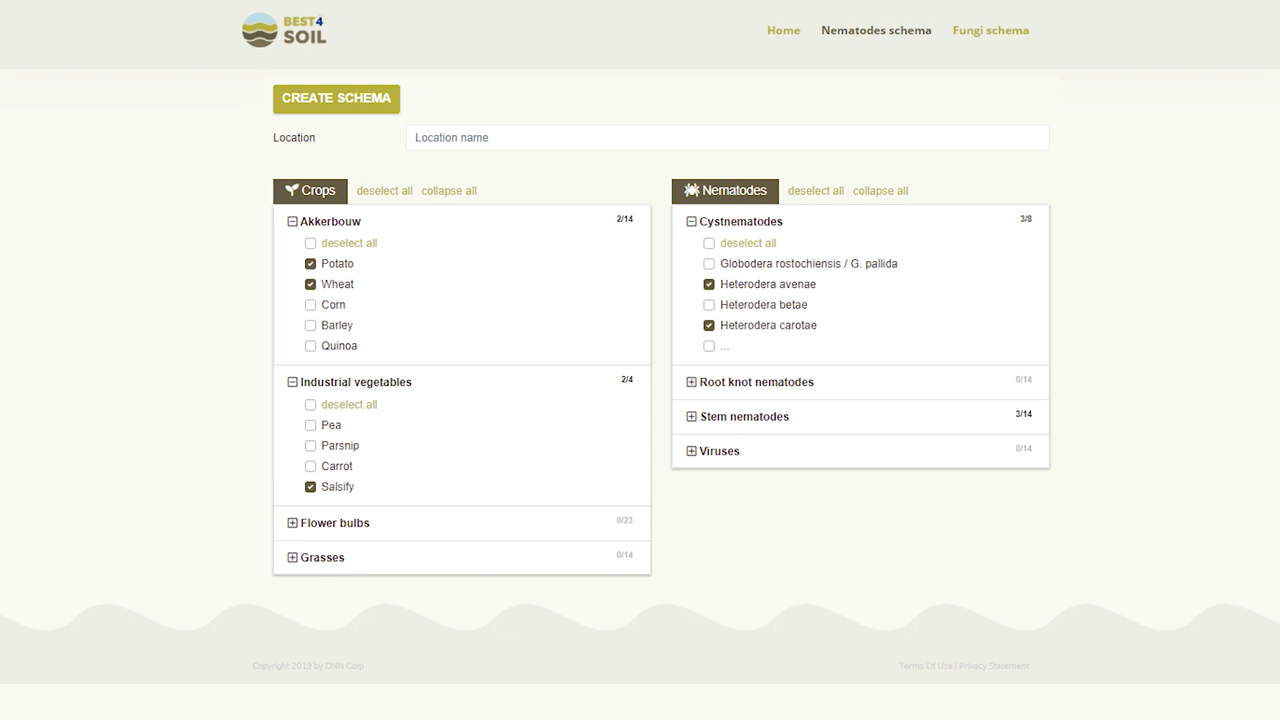 BEST4
SOIL
Home Nematodes schema Fungi schema
CREATE SCHEMA
Location Location name
Crops deselect all collapse all
Akkerbouw 2/14
deselect all
Potato
Wheat
Corn
Barley
Quinoa
Industrial vegetables 2/4
deselect all
Pea
Parsnip
Carrot
Salsify
Flower bulbs 0/23
Grasses 0/14
Nematodes deselect all collapse all
Cystnematodes 3/8
deselect all
Globodera rostochiensis / G. pallida
Heterodera avenae
Heterodera betae
Heterodera carotae
...
Root knot nematodes 0/14
Stem nematodes 3/14
Viruses 0/14
Copyright 2019 by DNN Corp Terms Of Use | Privacy Statement